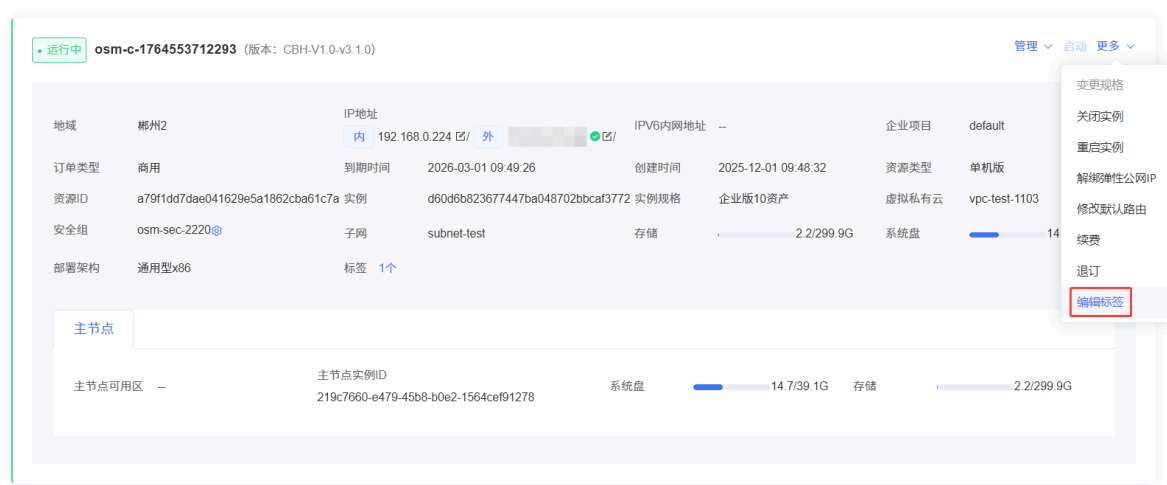 运行中 osm-c-1764553712293 (版本：CBH-V1.0-v3.1.0) 管理 启动 更多
变更规格
关闭实例
重启实例
解绑弹性公网IP
修改默认路由
续费
退订
编辑标签
地域 郴州2 IP地址 内 192.168.0.224 / 外 / IPV6内网地址 -- 企业项目 default
订单类型 商用 到期时间 2026-03-01 09:49:26 创建时间 2025-12-01 09:48:32 资源类型 单机版
资源ID a79f1dd7dae041629e5a1862cba61c7a 实例 d60d6b823677447ba048702bbcaf3772 实例规格 企业版10资产 虚拟私有云 vpc-test-1103
安全组 osm-sec-2220 子网 subnet-test 存储 2.2/299.9G 系统盘 14
部署架构 通用型x86 标签 1个
主节点
主节点可用区 -- 主节点实例ID 系统盘 14.7/39.1G 存储 2.2/299.9G
219c7660-e479-45b8-b0e2-1564cef91278